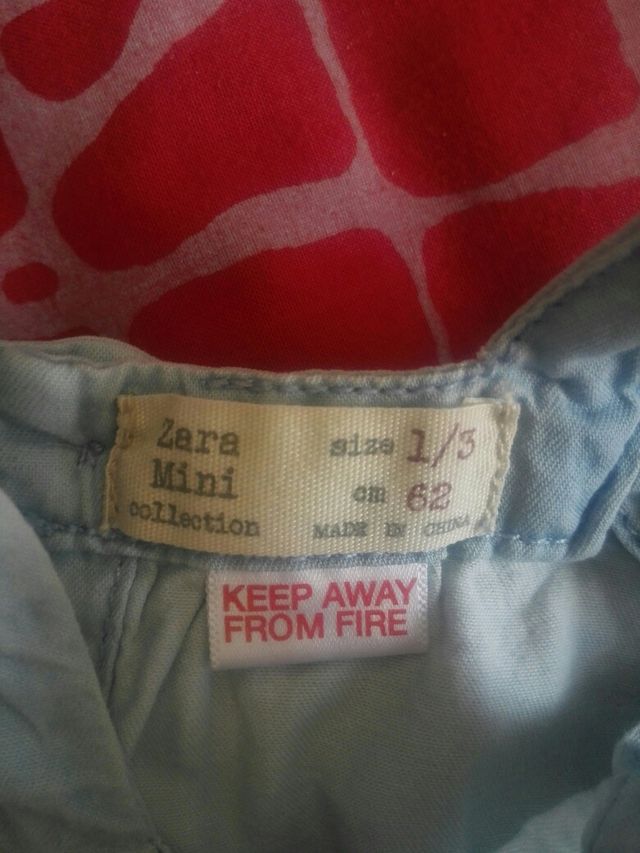 Zara
Mini
collection
size 1/3
cm 62
MADE IN CHINA
KEEP AWAY
FROM FIRE